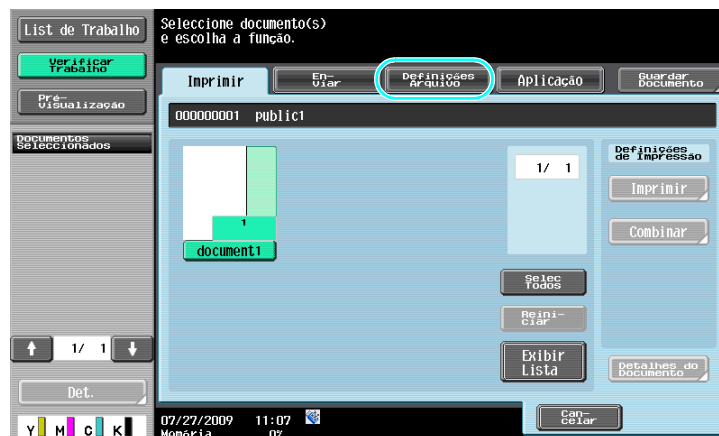 List de Trabalho
Verificar
Trabalho
Pré-
Visualização
Documentos
Seleccionados
1/ 1
Det.
Y M C K
Seleccione documento(s)
e escolha a função.
Imprimir
En-
viar
Definições
Arquivo
Aplicação
Guardar
Documento
000000001 public1
1
document1
1/ 1
Selec
Todos
Reini-
ciar
Exibir
Lista
Definições
de Impressão
Imprimir
Combinar
Detalhes do
Documento
07/27/2009 11:07
Memória 0%
Can-
celar